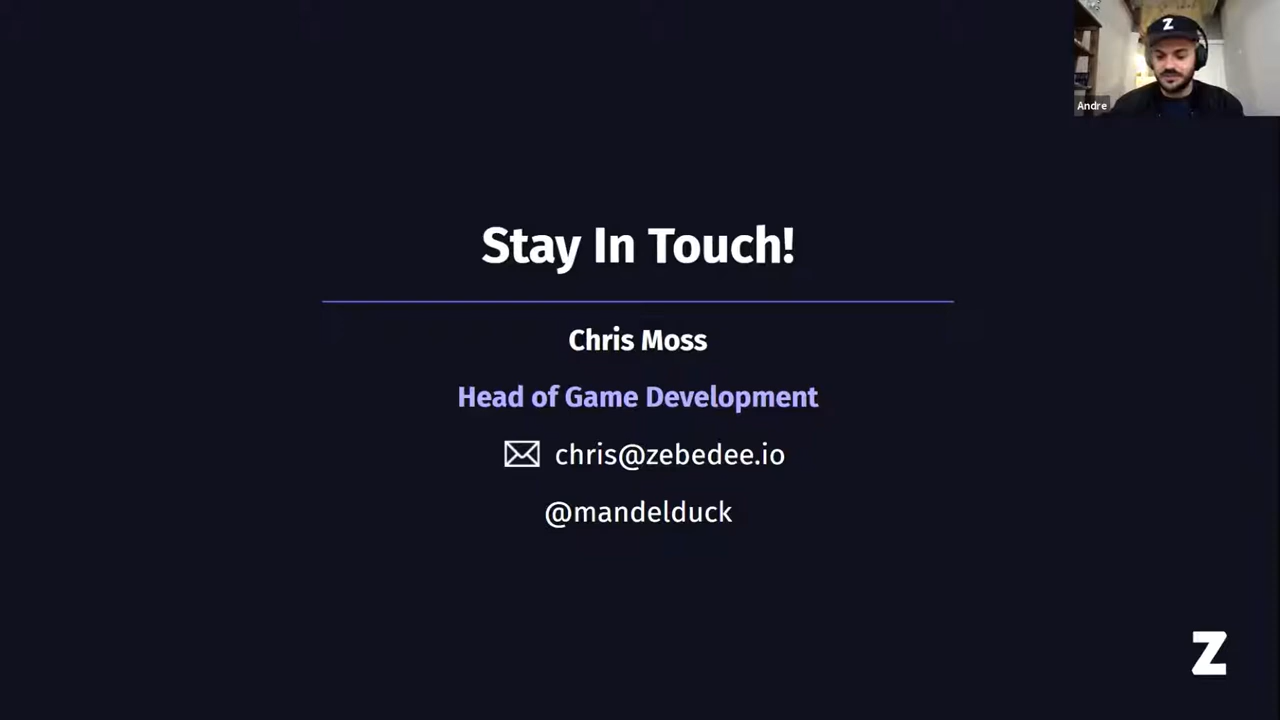 Z
Andre
Stay In Touch!
Chris Moss
Head of Game Development
chris@zebedee.io
@mandelduck
Z